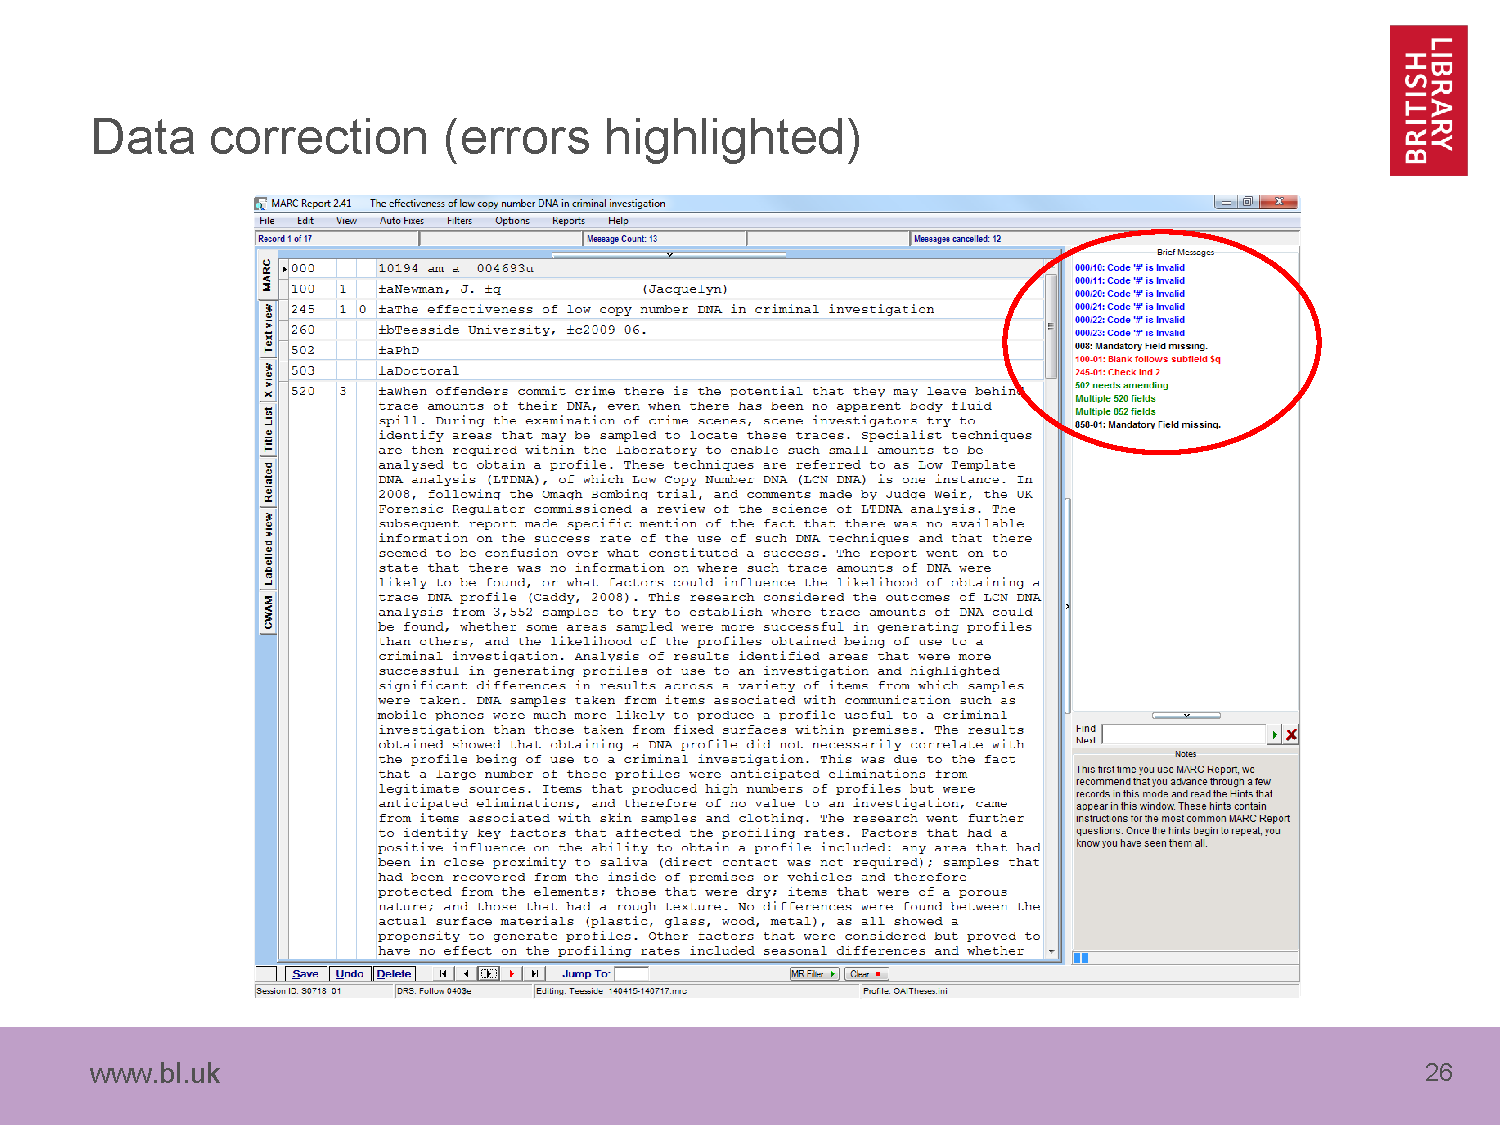 BRITISH
LIBRARY
Data correction (errors highlighted)
MARC Report 2.41 The effectiveness of low copy number DNA in criminal investigation
File Edit View Auto Fixes Filters Options Reports Help
Record 1 of 17 Message Count: 13 Messages cancelled: 12
MARC
Text view
X view
Title List
Related
Labelled view
CWAM
000 10194 am a 004693u
100 1 ‡aNewman, J. ‡q (Jacquelyn)
245 1 0 ‡aThe effectiveness of low copy number DNA in criminal investigation
260 ‡bTeesside University, ‡c2009 06.
502 ‡aPhD
503 ‡aDoctoral
520 3 ‡aWhen offenders commit crime there is the potential that they may leave behind
trace amounts of their DNA, even when there has been no apparent body fluid
spill. During the examination of crime scenes, scene investigators try to
identify areas that may be sampled to locate these traces. Specialist techniques
are then required within the laboratory to enable such small amounts to be
analysed to obtain a profile. These techniques are referred to as Low Template
DNA analysis (LTDNA), of which Low Copy Number DNA (LCN DNA) is one instance. In
2008, following the Omagh Bombing trial, and comments made by Judge Weir, the UK
Forensic Regulator commissioned a review of the science of LTDNA analysis. The
subsequent report made specific mention of the fact that there was no available
information on the success rate of the use of such DNA techniques and that there
seemed to be confusion over what constituted a success. The report went on to
state that there was no information on where such trace amounts of DNA were
likely to be found, or what factors could influence the likelihood of obtaining a
trace DNA profile (Caddy, 2008). This research considered the outcomes of LCN DNA
analysis from 3,552 samples to try to establish where trace amounts of DNA could
be found, whether some areas sampled were more successful in generating profiles
than others, and the likelihood of the profiles obtained being of use to a
criminal investigation. Analysis of results identified areas that were more
successful in generating profiles of use to an investigation and highlighted
significant differences in results across a variety of items from which samples
were taken. DNA samples taken from items associated with communication such as
mobile phones were much more likely to produce a profile useful to a criminal
investigation than those taken from fixed surfaces within premises. The results
obtained showed that obtaining a DNA profile did not necessarily correlate with
the profile being of use to a criminal investigation. This was due to the fact
that a large number of these profiles were anticipated eliminations from
legitimate sources. Items that produced high numbers of profiles but were
anticipated eliminations, and therefore of no value to an investigation, came
from items associated with skin samples and clothing. The research went further
to identify key factors that affected the profiling rates. Factors that had a
positive influence on the ability to obtain a profile included: any area that had
been in close proximity to saliva (direct contact was not required); samples that
had been recovered from the inside of premises or vehicles and therefore
protected from the elements; those that were dry; items that were of a porous
nature; and those that had a rough texture. No differences were found between the
actual surface materials (plastic, glass, wood, metal), as all showed a
propensity to generate profiles. Other factors that were considered but proved to
have no effect on the profiling rates included seasonal differences and whether
Brief Messages
000/10: Code '#' is Invalid
000/11: Code '#' is Invalid
000/20: Code '#' is Invalid
000/21: Code '#' is Invalid
000/22: Code '#' is Invalid
000/23: Code '#' is Invalid
008: Mandatory Field missing.
100-01: Blank follows subfield $q
245-01: Check Ind 2
502 needs amending
Multiple 520 fields
Multiple 852 fields
850-01: Mandatory Field missing.
Find
Next
Notes
This first time you use MARC Report, we
recommend that you advance through a few
records in this mode and read the Hints that
appear in this window. These hints contain
instructions for the most common MARC Report
questions. Once the hints begin to repeat, you
know you have seen them all.
Save Undo Delete Jump To: MR Filter Clear
Session ID: S0718_01 DRS: Follow 0403e Editing: Teesside_140415-140717.mrc Profile: OAITheses.mi
www.bl.uk 26